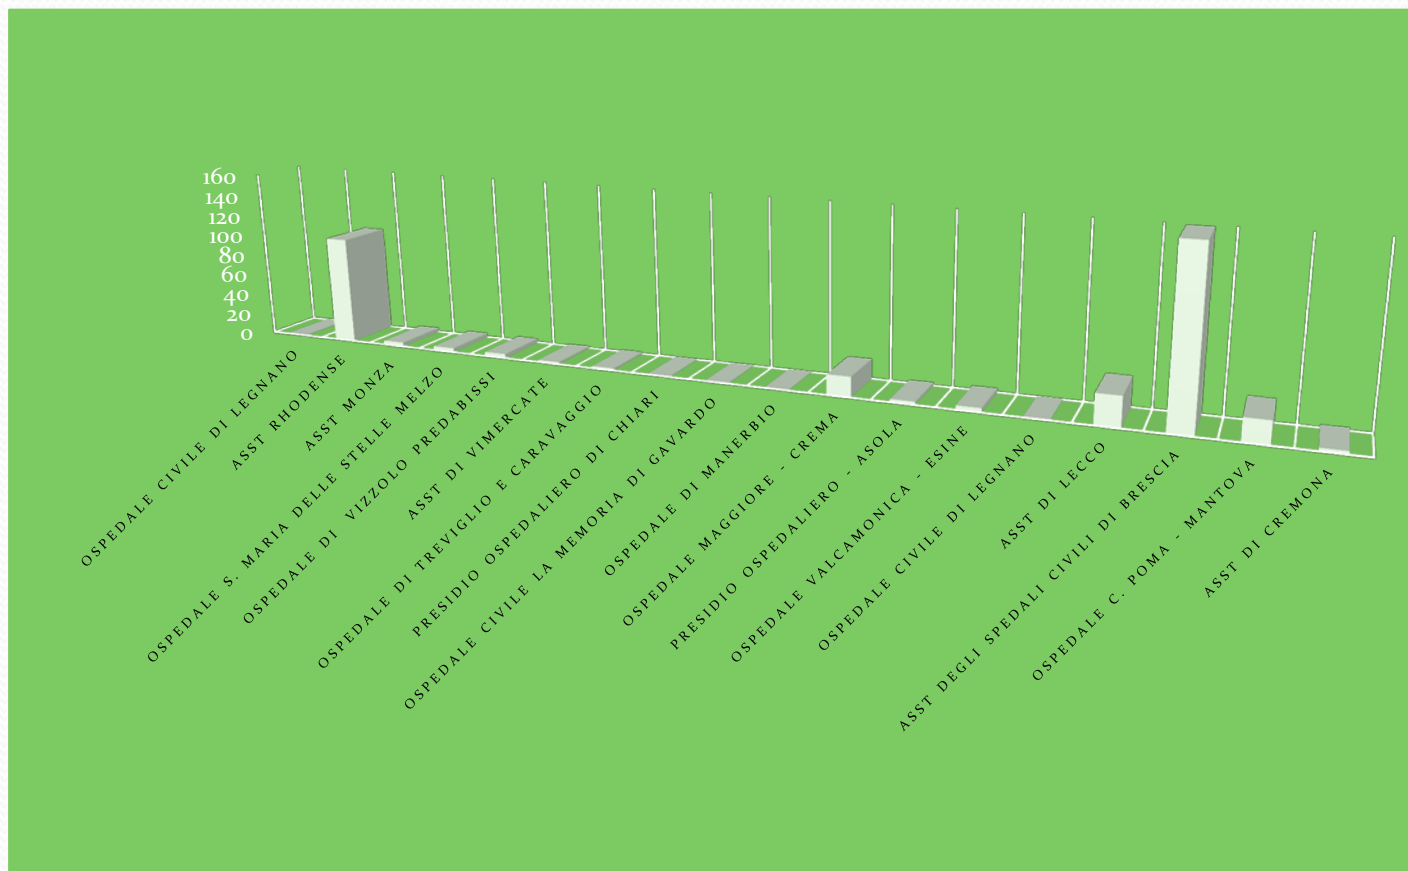 160
140
120
100
80
60
40
20
0
OSPEDALE CIVILE DI LEGNANO
ASST RHODENSE
ASST MONZA
OSPEDALE S. MARIA DELLE STELLE MELZO
OSPEDALE DI VIZZOLO PREDABISSI
ASST DI VIMERCATE
OSPEDALE DI TREVIGLIO E CARAVAGGIO
PRESIDIO OSPEDALIERO DI CHIARI
OSPEDALE CIVILE LA MEMORIA DI GAVARDO
OSPEDALE DI MANERBIO
OSPEDALE MAGGIORE - CREMA
PRESIDIO OSPEDALIERO - ASOLA
OSPEDALE VALCAMONICA - ESINE
OSPEDALE CIVILE DI LEGNANO
ASST DI LECCO
ASST DEGLI SPEDALI CIVILI DI BRESCIA
OSPEDALE C. POMA - MANTOVA
ASST DI CREMONA